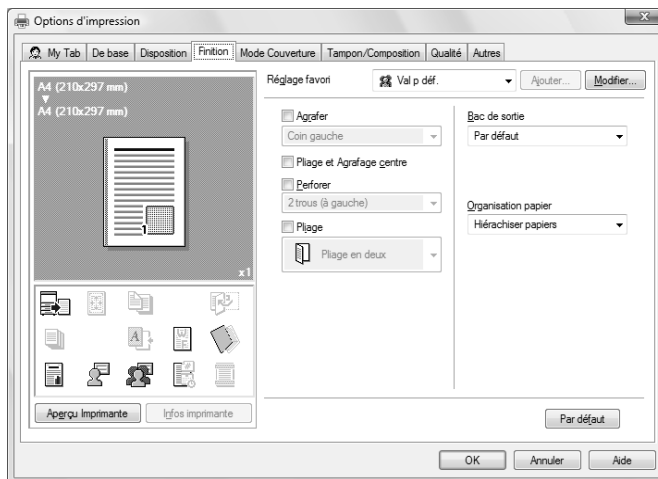 Options d'impression
My Tab
De base
Disposition
Finition
Mode Couverture
Tampon/Composition
Qualité
Autres
A4 (210x297 mm)
A4 (210x297 mm)
1
x1
Aperçu Imprimante
Infos imprimante
Réglage favori
Val p déf.
Ajouter...
Modifier...
Agrafer
Coin gauche
Pliage et Agrafage centre
Perforer
2 trous (à gauche)
Pliage
Pliage en deux
Bac de sortie
Par défaut
Organisation papier
Hiérachiser papiers
Par défaut
OK
Annuler
Aide